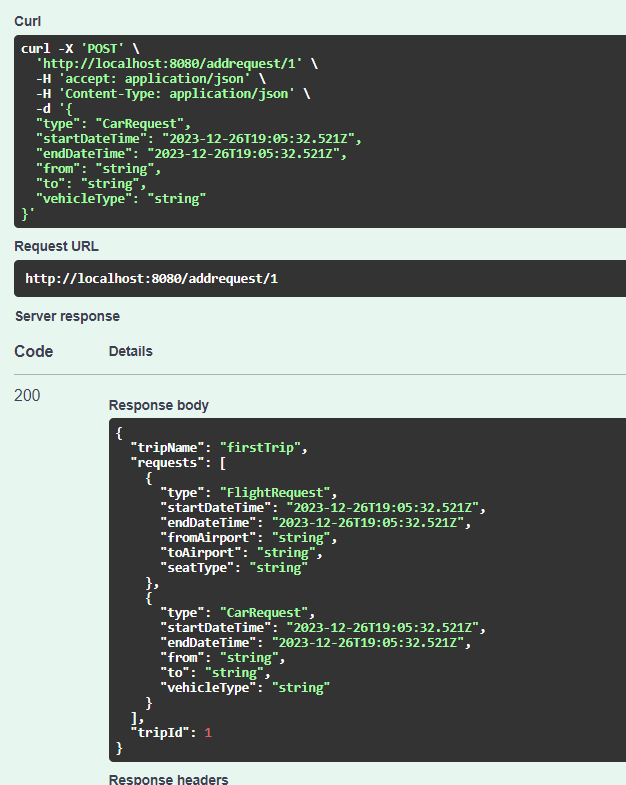 Curl
curl -X 'POST' \
'http://localhost:8080/addrequest/1' \
-H 'accept: application/json' \
-H 'Content-Type: application/json' \
-d '{
"type": "CarRequest",
"startDateTime": "2023-12-26T19:05:32.521Z",
"endDateTime": "2023-12-26T19:05:32.521Z",
"from": "string",
"to": "string",
"vehicleType": "string"
}'
Request URL
http://localhost:8080/addrequest/1
Server response
Code Details
200
Response body
{
"tripName": "firstTrip",
"requests": [
{
"type": "FlightRequest",
"startDateTime": "2023-12-26T19:05:32.521Z",
"endDateTime": "2023-12-26T19:05:32.521Z",
"fromAirport": "string",
"toAirport": "string",
"seatType": "string"
},
{
"type": "CarRequest",
"startDateTime": "2023-12-26T19:05:32.521Z",
"endDateTime": "2023-12-26T19:05:32.521Z",
"from": "string",
"to": "string",
"vehicleType": "string"
}
],
"tripId": 1
}
Response headers